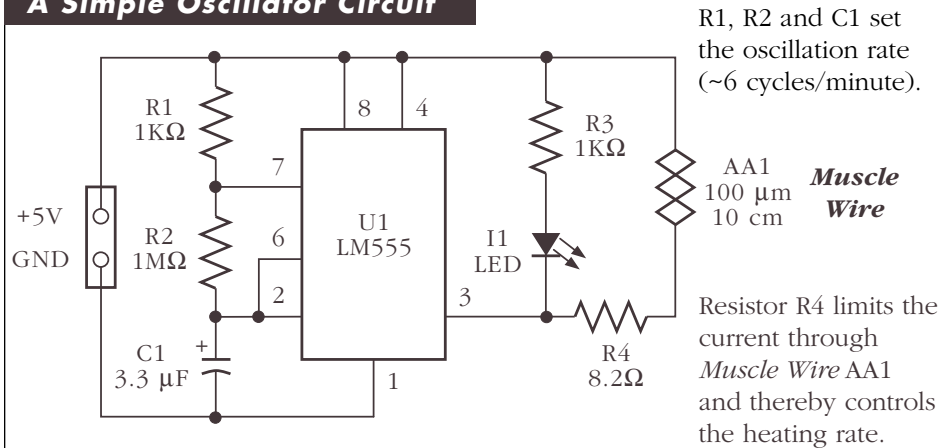 A Simple Oscillator Circuit
R1, R2 and C1 set
the oscillation rate
(~6 cycles/minute).
R1
1KΩ
8
4
R3
1KΩ
7
AA1
100 µm
10 cm
Muscle
Wire
+5V
GND
R2
1MΩ
6
U1
LM555
I1
LED
2
3
C1
3.3 µF
+
1
R4
8.2Ω
Resistor R4 limits the
current through
Muscle Wire AA1
and thereby controls
the heating rate.